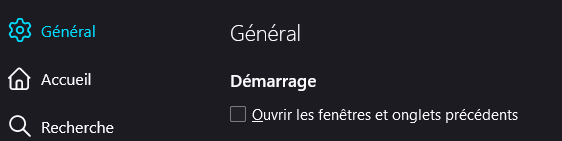 Général
Accueil
Recherche
Général
Démarrage
Ouvrir les fenêtres et onglets précédents